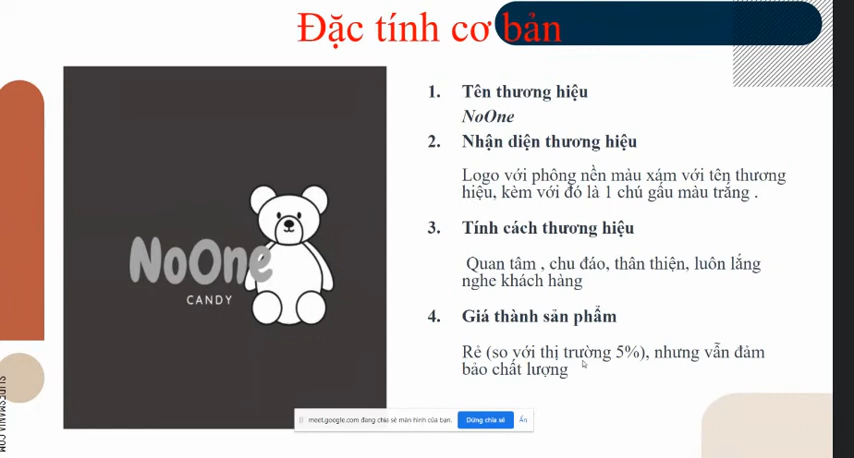 Đặc tính cơ bản
1. Tên thương hiệu
NoOne
2. Nhận diện thương hiệu
Logo với phông nền màu xám với tên thương
hiệu, kèm với đó là 1 chú gấu màu trắng .
3. Tính cách thương hiệu
Quan tâm , chu đáo, thân thiện, luôn lắng
nghe khách hàng
4. Giá thành sản phẩm
Rẻ (so với thị trường 5%), nhưng vẫn đảm
bảo chất lượng
NoOne
CANDY
meet.google.com đang chia sẻ màn hình của bạn.
Dừng chia sẻ
Ẩn